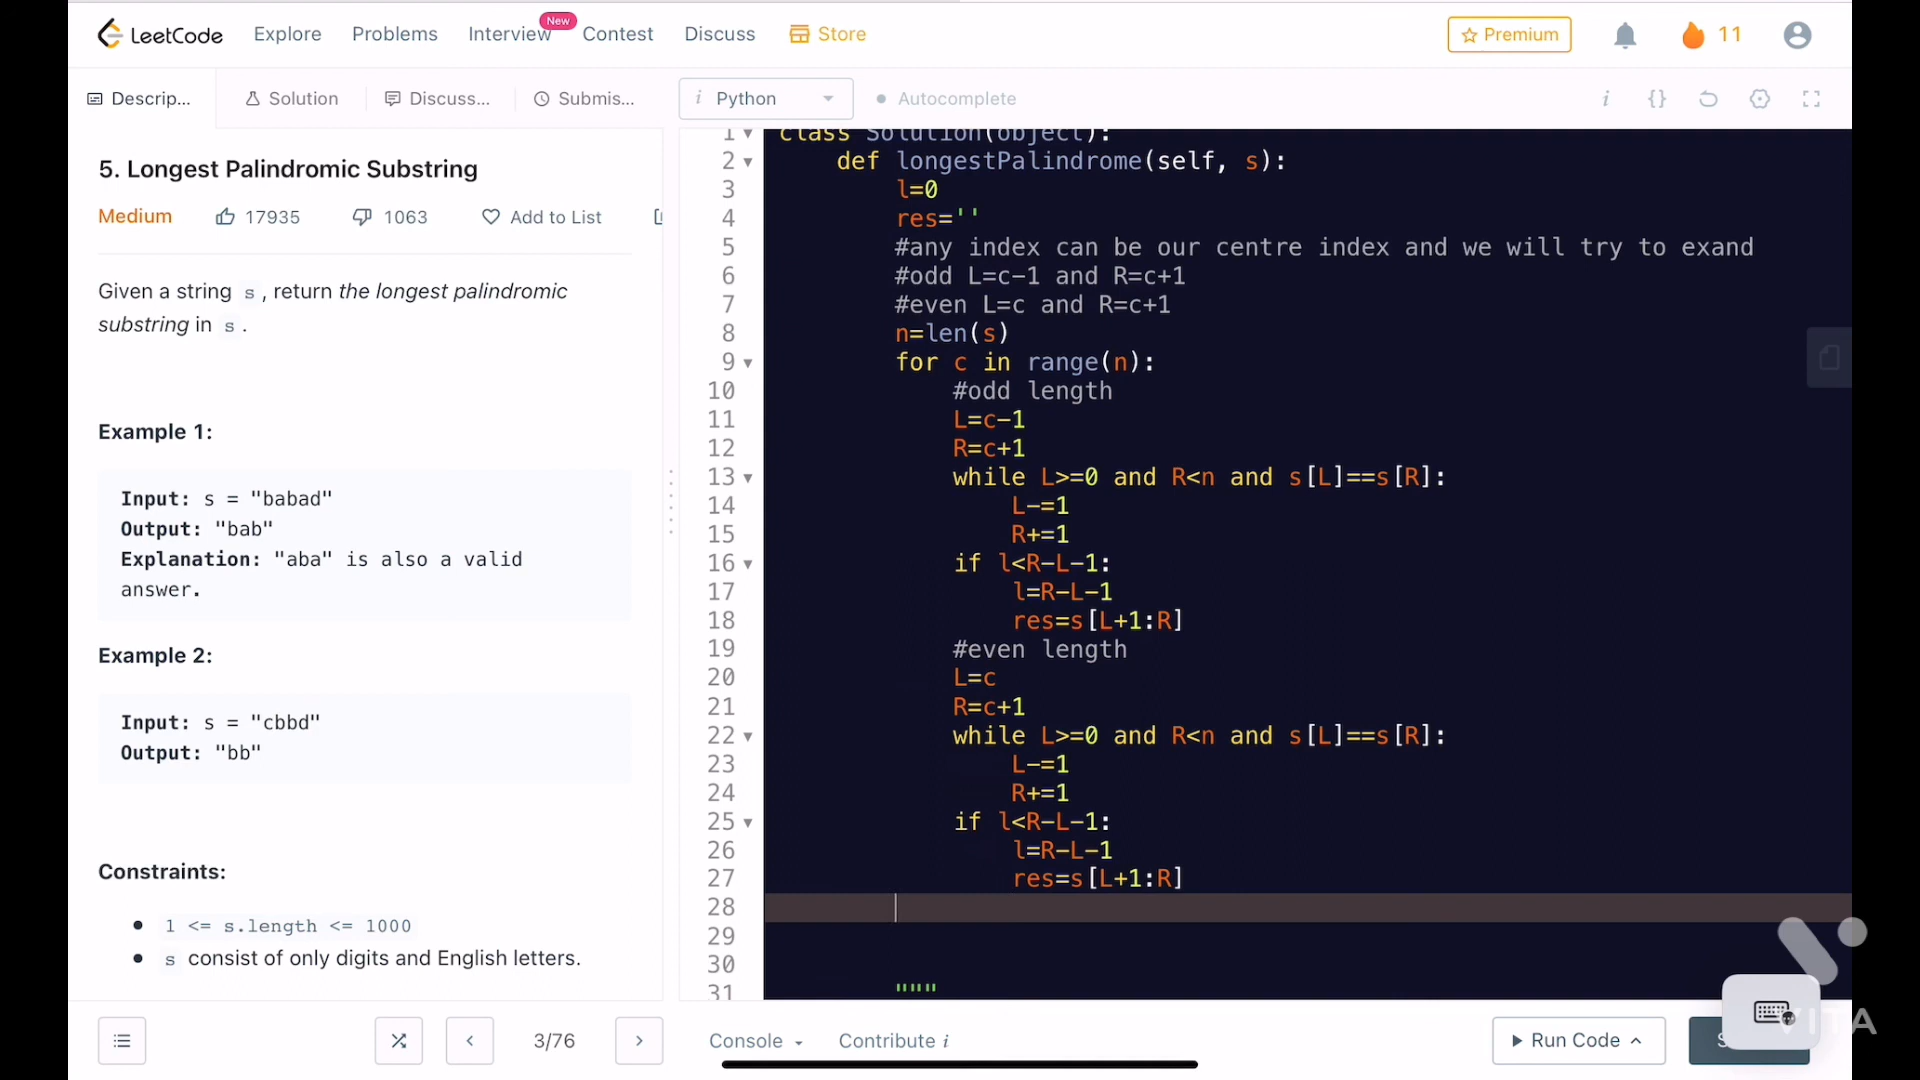 LeetCode Explore Problems Interview New Contest Discuss Store Premium 11
Descrip... Solution Discuss... Submis... i Python Autocomplete i {}
5. Longest Palindromic Substring
Medium 17935 1063 Add to List
Given a string s , return the longest palindromic
substring in s .
Example 1:
Input: s = "babad"
Output: "bab"
Explanation: "aba" is also a valid
answer.
Example 2:
Input: s = "cbbd"
Output: "bb"
Constraints:
• 1 <= s.length <= 1000
• s consist of only digits and English letters.
3/76
1 class Solution(object):
2 def longestPalindrome(self, s):
3 l=0
4 res=''
5 #any index can be our centre index and we will try to exand
6 #odd L=c-1 and R=c+1
7 #even L=c and R=c+1
8 n=len(s)
9 for c in range(n):
10 #odd length
11 L=c-1
12 R=c+1
13 while L>=0 and R<n and s[L]==s[R]:
14 L-=1
15 R+=1
16 if l<R-L-1:
17 l=R-L-1
18 res=s[L+1:R]
19 #even length
20 L=c
21 R=c+1
22 while L>=0 and R<n and s[L]==s[R]:
23 L-=1
24 R+=1
25 if l<R-L-1:
26 l=R-L-1
27 res=s[L+1:R]
28
29
30
31 """
Console Contribute i Run Code
VITA